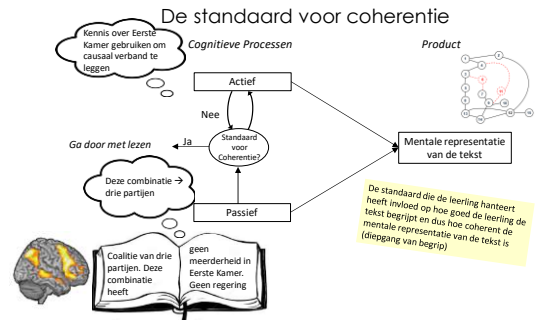 De standaard voor coherentie
Kennis over Eerste
Kamer gebruiken om
causaal verband te
leggen
Cognitieve Processen
Product
Actief
Nee
Ga door met lezen
Ja
Standaard
voor
Coherentie?
Mentale representatie
van de tekst
Deze combinatie →
drie partijen
Passief
De standaard die de leerling hanteert
heeft invloed op hoe goed de leerling de
tekst begrijpt en dus hoe coherent de
mentale representatie van de tekst is
(diepgang van begrip)
Coalitie van drie
partijen. Deze
combinatie
heeft
geen
meerderheid in
Eerste Kamer.
Geen regering